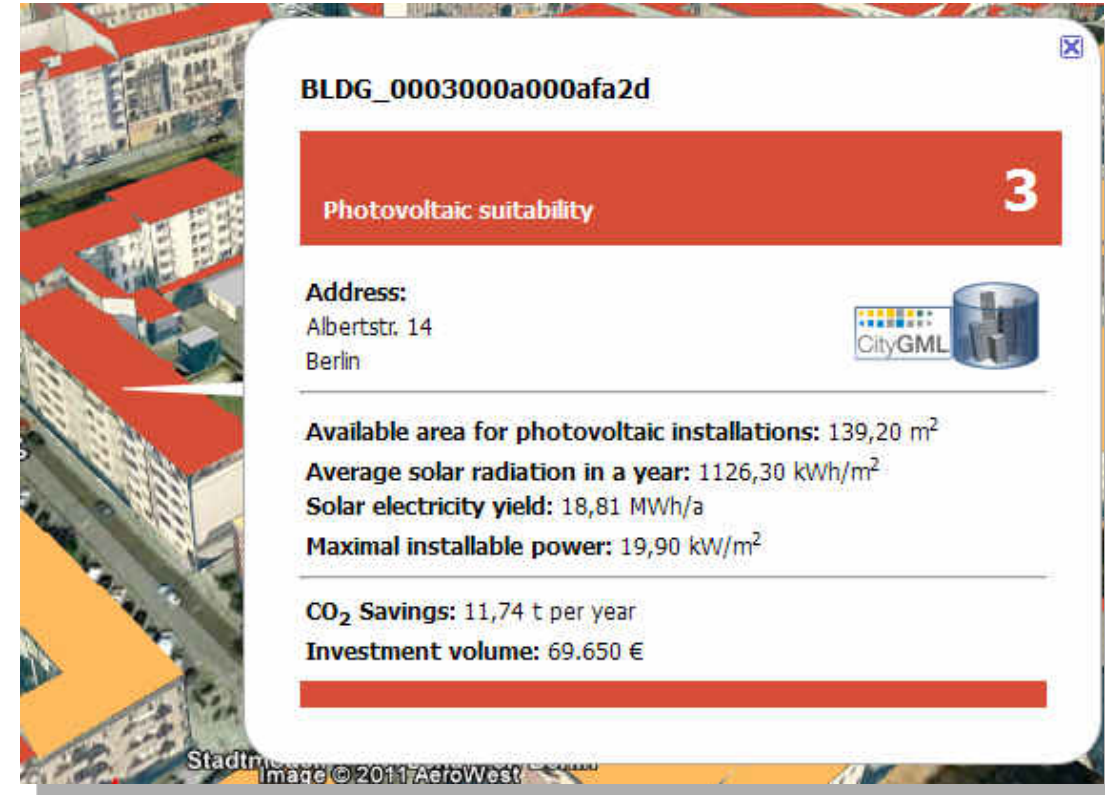 BLDG_0003000a000afa2d
Photovoltaic suitability
3
Address:
Albertstr. 14
Berlin
CityGML
Available area for photovoltaic installations: 139,20 m²
Average solar radiation in a year: 1126,30 kWh/m²
Solar electricity yield: 18,81 MWh/a
Maximal installable power: 19,90 kW/m²
CO₂ Savings: 11,74 t per year
Investment volume: 69.650 €
Image © 2011 AeroWest